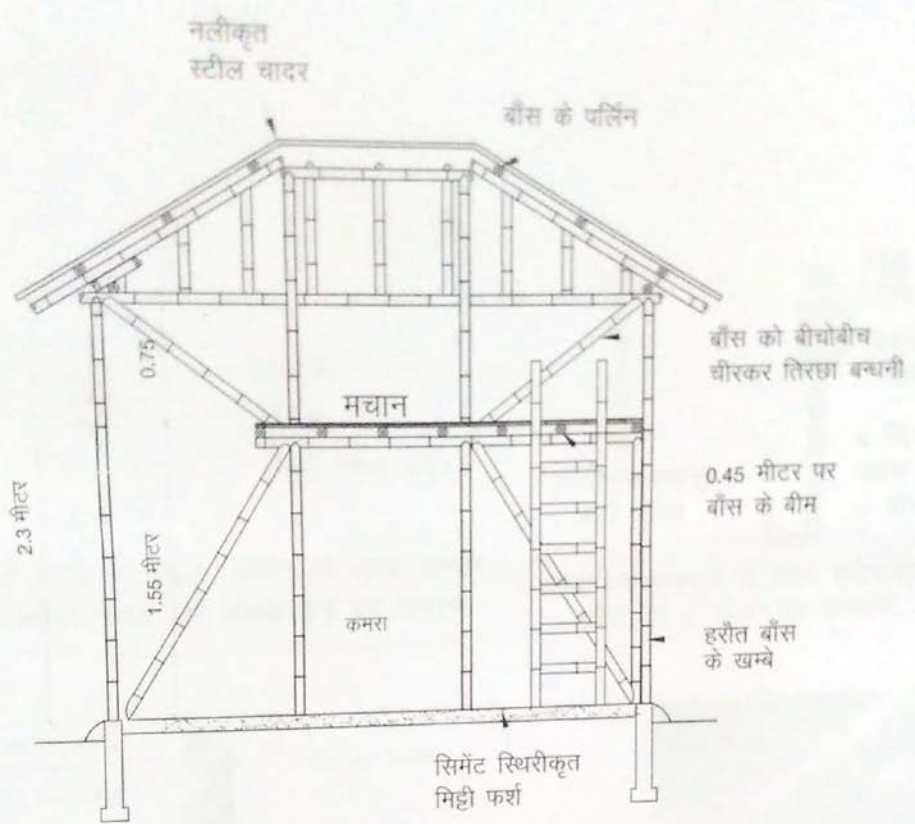 नलीकृत
स्टील चादर
बाँस के पर्लिन
बाँस को बीचोबीच
चीरकर तिरछा बन्धनी
0.75
मचान
0.45 मीटर पर
बाँस के बीम
2.3 मीटर
1.55 मीटर
कमरा
हरौत बाँस
के खम्बे
सिमेंट स्थिरीकृत
मिट्टी फर्श